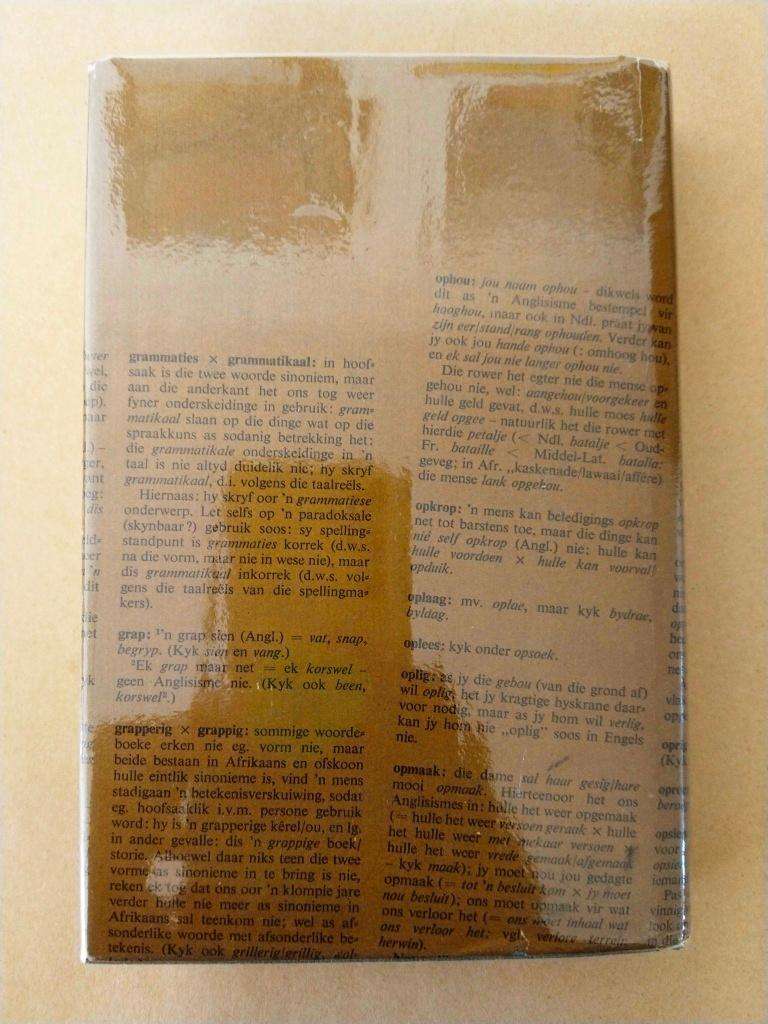 grammaties × grammatikaal: in hoof-
saak is die twee woorde sinoniem, maar
aan die anderkant het ons tog weer
fyner onderskeidinge in gebruik: gram-
matikaal slaan op die dinge wat op die
spraakkuns as sodanig betrekking het:
die grammatikale onderskeidinge in 'n
taal is nie altyd duidelik nie; hy skryf
grammatikaal, d.i. volgens die taalreëls.
Hiernaas: hy skryf oor 'n grammatiese
onderwerp. Let selfs op 'n paradoksale
(skynbaar?) gebruik soos: sy spelling-
standpunt is grammaties korrek (d.w.s.
na die vorm, maar nie in wese nie), maar
dis grammatikaal inkorrek (d.w.s. vol-
gens die taalreëls van die spellingma-
kers).
grap: ¹'n grap sien (Angl.) = vat, snap,
begryp. (Kyk sien en vang.)
²Ek grap maar net = ek korswel –
geen Anglisisme nie. (Kyk ook been,
korswel².)
grapperig × grappig: sommige woorde-
boeke erken nie eg. vorm nie, maar
beide bestaan in Afrikaans en ofskoon
hulle eintlik sinonieme is, vind 'n mens
stadigaan 'n betekenisverskuiwing, sodat
eg. hoofsaaklik i.v.m. persone gebruik
word: hy is 'n grapperige kêrel/ou, en lg.
in ander gevalle: dis 'n grappige boek/
storie. Alhoewel daar niks teen die twee
vorme as sinonieme in te bring is nie,
reken ek tog dat óns oor 'n klompie jare
verder hulle nie meer as sinonieme in
Afrikaans sal teenkom nie; wel as af-
sonderlike woorde met afsonderlike be-
tekenis. (Kyk ook grillerig/grillig,
ophou: jou naam ophou – dikwels word
dit as 'n Anglisisme bestempel vir
hooghou, maar ook in Ndl. praat jy van
zijn eer/stand/rang ophouden. Verder kan
jy ook jou hande ophou (: omhoog hou),
en ek sal jou nie langer ophou nie.
Die rower het egter nie die mense op-
gehou nie, wel: aangehou/voorgekeer en
hulle geld gevat, d.w.s. hulle moes hulle
geld opgee – natuurlik het die rower met
hierdie petalje (< Ndl. batalje < Oud-
Fr. bataille < Middel-Lat. batalia:
geveg; in Afr. „kaskenade/lawaai/affêre)
die mense lank opgehou.
opkrop: 'n mens kan beledigings opkrop
net tot barstens toe, maar die dinge kan
nie self opkrop (Angl.) nie: hulle kan
hulle voordoen × hulle kan voorval/
opduik.
oplaag: mv. oplae, maar kyk bydrae,
byldag.
oplees: kyk onder opsoek.
oplig: as jy die gebou (van die grond af)
wil oplig, het jy kragtige hyskrane daar-
voor nodig, maar as jy hom wil verlig,
kan jy hom nie „oplig” soos in Engels
nie.
opmaak: die dame sal haar gesig/hare
mooi opmaak. Hierteenoor het ons
Anglisismes in: hulle het weer opgemaak
(= hulle het weer versoen geraak × hulle
het hulle weer met mekaar versoen ×
hulle het weer vrede gemaak/afgemaak
– kyk maak); jy moet nou jou gedagte
opmaak (= tot 'n besluit kom × jy moet
nou besluit); ons moet opmaak vir wat
ons verloor het (= ons moet inhaal wat
ons verloor het; vgl. verlore terrein
herwin).